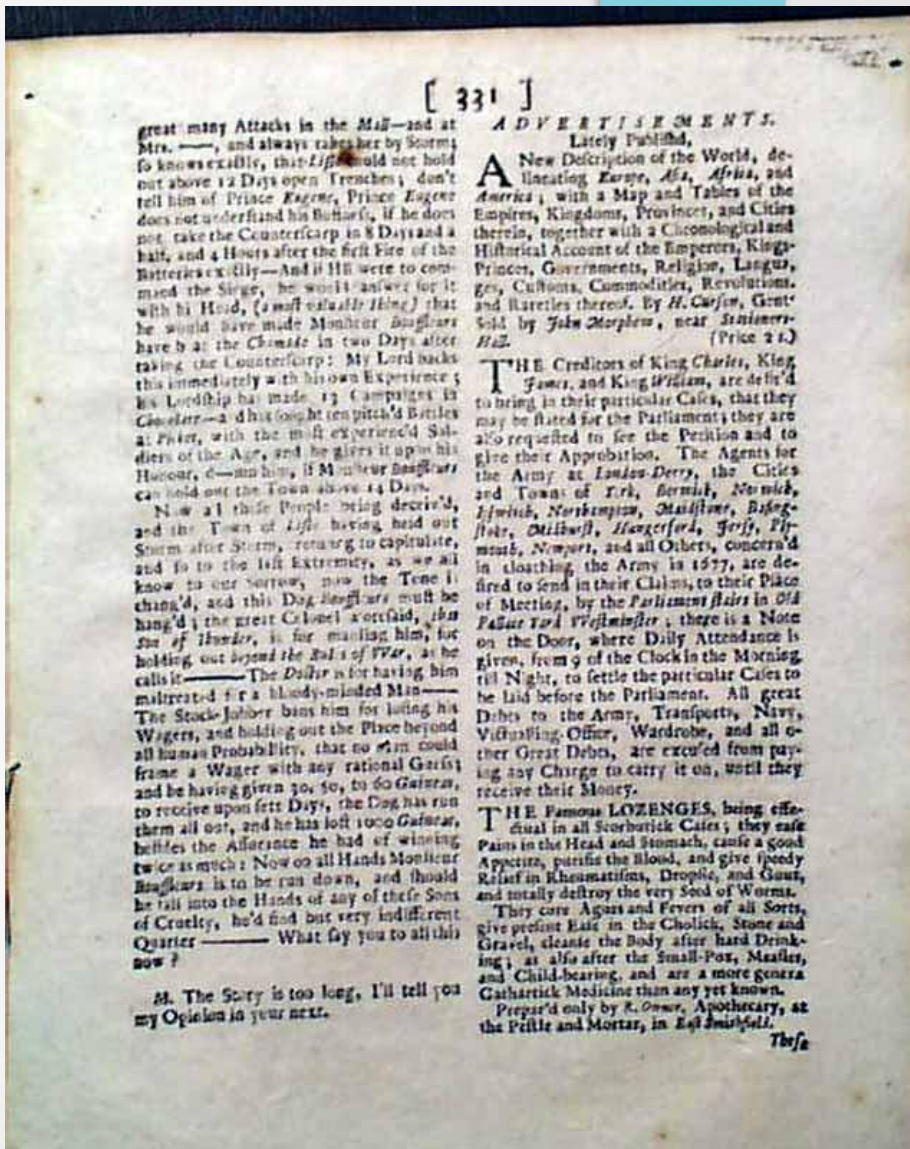 [ 331 ]
great many Attacks in the Mall—and at
Mrs. ——, and always takes her by Storm;
so knows exactly, that Lisle could not hold
out above 12 Days open Trenches; don't
tell him of Prince Eugene, Prince Eugene
does not understand his Business, if he does
not take the Counterscarp in 8 Days and a
half, and 4 Hours after the first Fire of the
Batteries exactly—And if HE were to com-
mand the Siege, he would answer for it
with his Head, (a most valuable thing) that
he would have made Monsieur Bouffleurs
have b at the Chamade in two Days after
taking the Counterscarp: My Lord backs
this immediately with his own Experience;
his Lordship has made 13 Campaigns in
a d has fought ten pitch'd Battles
at with the most experienc'd Sol-
diers of the Age, and he gives it upon his
Honour, d—mn him, if Monsieur Bouffleurs
can hold out the Town above 14 Days.
Now all these People being deceiv'd,
and the Town of Lisle having held out
Storm after Storm, refusing to capitulate,
and so to the last Extremity, as we all
know to our Sorrow, now the Tone is
chang'd, and this Dog Bouffleurs must be
hang'd; the great Colonel aforesaid, that
Son of Thunder, is for mauling him, for
holding out beyond the Rules of War, as he
calls it——The Doctor is for having him
maltreated for a bloody-minded Man——
The Stock-Jobber bans him for losing his
Wagers, and holding out the Place beyond
all human Probability, that no Man could
frame a Wager with any rational Guess;
and he having given 30, 50, to 60 Guineas,
to receive upon sett Days, the Dog has run
them all out, and he has lost 1000 Guineas,
besides the Assurance he had of winning
twice as much: Now on all Hands Monsieur
Bouffleurs is to be run down, and should
he fall into the Hands of any of these Sons
of Cruelty, he'd find but very indifferent
Quarter —— What say you to all this
now?
M. The Story is too long, I'll tell you
my Opinion in your next.
ADVERTISEMENTS.
Lately Publishd,
A New Description of the World, de-
lineating Europe, Asia, Africa, and
America; with a Map and Tables of the
Empires, Kingdoms, Provinces, and Cities
therein, together with a Chronological and
Historical Account of the Emperors, Kings,
Princes, Governments, Religion, Langua,
ges, Customs, Commodities, Revolutions,
and Rareties thereof. By H. Curson, Gent.
Sold by John Morphew, near Stationers-
Hall. (Price 2 s.)
THE Creditors of King Charles, King
James, and King William, are desir'd
to bring in their particular Cases, that they
may be stated for the Parliament; they are
also requested to see the Petition and to
give their Approbation. The Agents for
the Army at London-Derry, the Cities
and Towns of York, Berwick, Norwich,
Ipswich, Northampton, Maidstone, Basing-
stoke, Hungerford, Jersy, Ply-
mouth, Newport, and all Others, concern'd
in cloathing the Army in 1677, are de-
sired to send in their Claims, to their Place
of Meeting, by the Parliament stairs in Old
Pallace Yard Westminster; there is a Note
on the Door, where Daily Attendance is
given, from 9 of the Clock in the Morning
till Night, to settle the particular Cases to
be laid before the Parliament. All great
Debts to the Army, Transports, Navy,
Victualling-Office, Wardrobe, and all o-
ther Great Debts, are excused from pay-
ing any Charge to carry it on, until they
receive their Money.
THE Famous LOZENGES, being effe-
ctual in all Scorbutick Cases; they ease
Pains in the Head and Stomach, cause a good
Appetite, purifie the Blood, and give speedy
Relief in Rheumatisms, Dropsie, and Gout,
and totally destroy the very Seed of Worms.
They cure Agues and Fevers of all Sorts,
give present Ease in the Cholick, Stone and
Gravel, cleanse the Body after hard Drink-
ing; as also after the Small-Pox, Measles,
and Child-bearing, and are a more genera
Cathartick Medicine than any yet known.
Prepar'd only by R. Apothecary, at
the Pestle and Mortar, in East Smithfield.
These